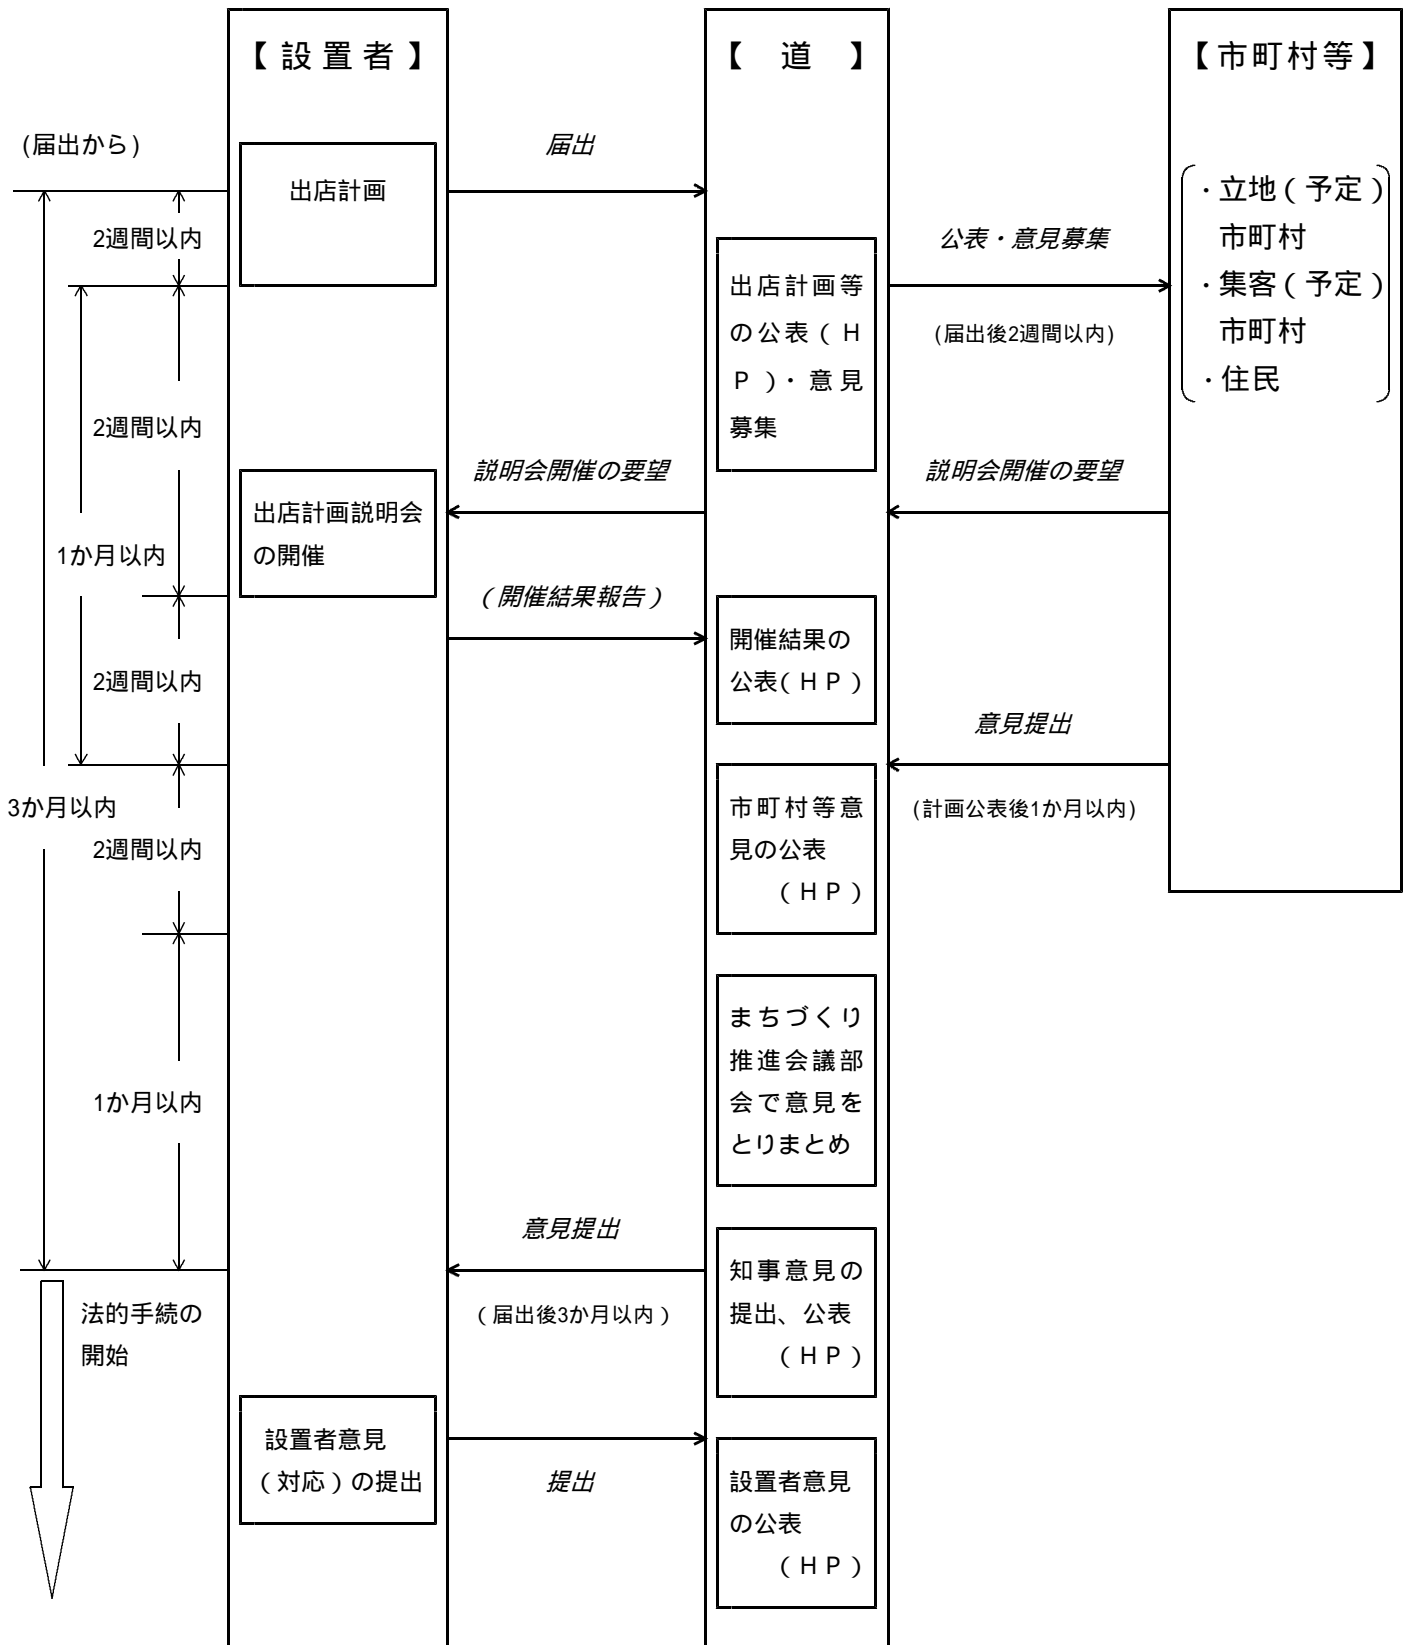 【設置者】
【　道　】
【市町村等】
(届出から)
届出
出店計画
・立地（予定）
市町村
・集客（予定）
市町村
・住民
2週間以内
公表・意見募集
出店計画等
の公表（Ｈ
Ｐ）・意見
募集
(届出後2週間以内)
2週間以内
説明会開催の要望
説明会開催の要望
出店計画説明会
の開催
1か月以内
（開催結果報告）
開催結果の
公表(ＨＰ)
2週間以内
意見提出
3か月以内
市町村等意
見の公表
（ＨＰ）
(計画公表後1か月以内)
2週間以内
まちづくり
推進会議部
会で意見を
とりまとめ
1か月以内
意見提出
知事意見の
提出、公表
（ＨＰ）
（届出後3か月以内）
法的手続の
開始
設置者意見
（対応）の提出
提出
設置者意見
の公表
（ＨＰ）